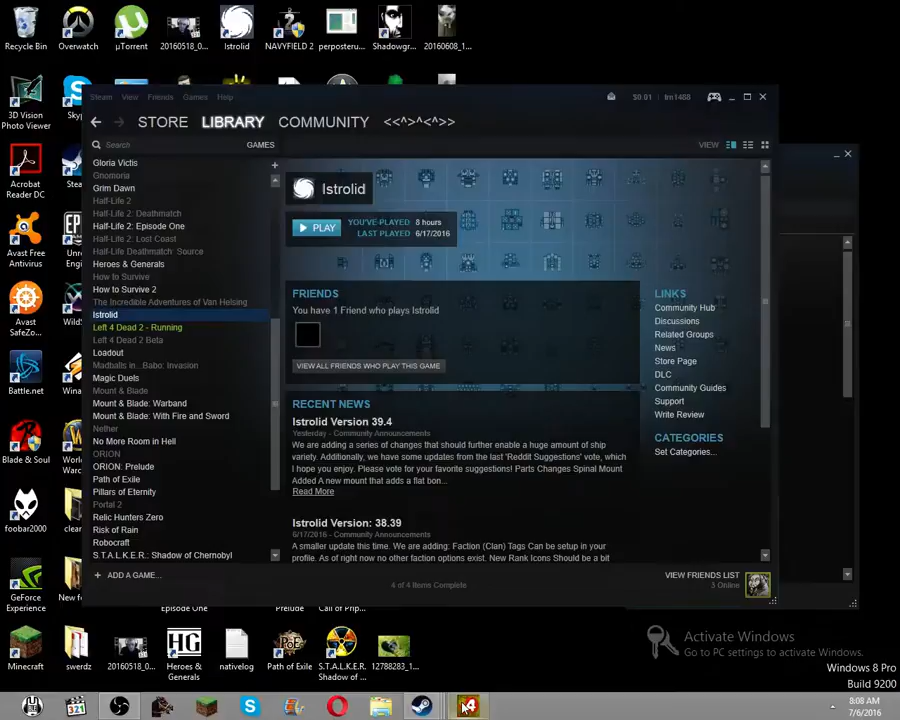 Recycle Bin
Overwatch
µTorrent
20160518_0...
Istrolid
NAVYFIELD 2
perposteru...
Shadowgr...
20160608_1...
3D Vision
Photo Viewer
Acrobat
Reader DC
Avast Free
Antivirus
Avast
SafeZo...
Battle.net
Blade & Soul
foobar2000
GeForce
Experience
Minecraft
swerdz
20160518_0...
Heroes &
Generals
nativelog
Path of Exile
S.T.A.L.K.E.R.
Shadow of ...
12788283_1...
Episode One
Prelude
Call of Prip...
Steam
View
Friends
Games
Help
$0.01
STORE
LIBRARY
COMMUNITY
<<^>^<^>>
Search
GAMES
VIEW
Gloria Victis
Gnomoria
Grim Dawn
Half-Life 2
Half-Life 2: Deathmatch
Half-Life 2: Episode One
Half-Life 2: Lost Coast
Half-Life Deathmatch: Source
Heroes & Generals
How to Survive
How to Survive 2
The Incredible Adventures of Van Helsing
Istrolid
Left 4 Dead 2 - Running
Left 4 Dead 2 Beta
Loadout
Madballs in...Babo: Invasion
Magic Duels
Mount & Blade
Mount & Blade: Warband
Mount & Blade: With Fire and Sword
Nether
No More Room in Hell
ORION
ORION: Prelude
Path of Exile
Pillars of Eternity
Portal 2
Relic Hunters Zero
Risk of Rain
Robocraft
S.T.A.L.K.E.R.: Shadow of Chernobyl
+ ADD A GAME...
Istrolid
PLAY
YOU'VE PLAYED 8 hours
LAST PLAYED 6/17/2016
FRIENDS
You have 1 Friend who plays Istrolid
VIEW ALL FRIENDS WHO PLAY THIS GAME
RECENT NEWS
Istrolid Version 39.4
Yesterday - Community Announcements
We are adding a series of changes that should further enable a huge amount of ship
variety. Additionally, we have some updates from the last 'Reddit Suggestions' vote, which
I hope you enjoy. Please vote for your favorite suggestions! Parts Changes Spinal Mount
Added A new mount that adds a flat bon...
Read More
Istrolid Version: 38.39
6/17/2016 - Community Announcements
A smaller update this time. We are adding: Faction (Clan) Tags Can be setup in your
profile. As of right now no other faction options exist. New Rank Icons Should be a bit
LINKS
Community Hub
Discussions
Related Groups
News
Store Page
DLC
Community Guides
Support
Write Review
CATEGORIES
Set Categories...
4 of 4 Items Complete
VIEW FRIENDS LIST
3 Online
Activate Windows
Go to PC settings to activate Windows.
Windows 8 Pro
Build 9200
8:08 AM
7/6/2016